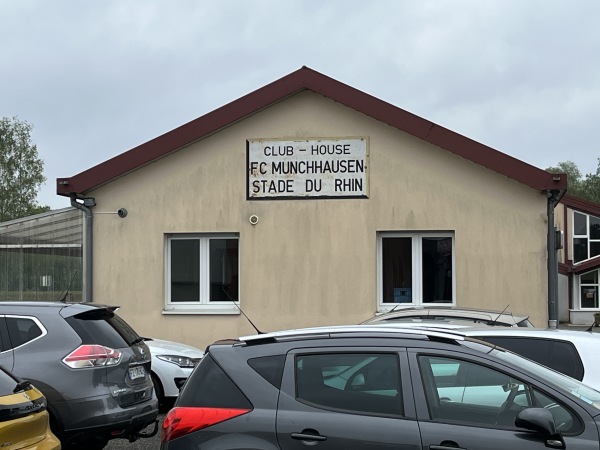 CLUB - HOUSE
FC MUNCHHAUSEN
STADE DU RHIN